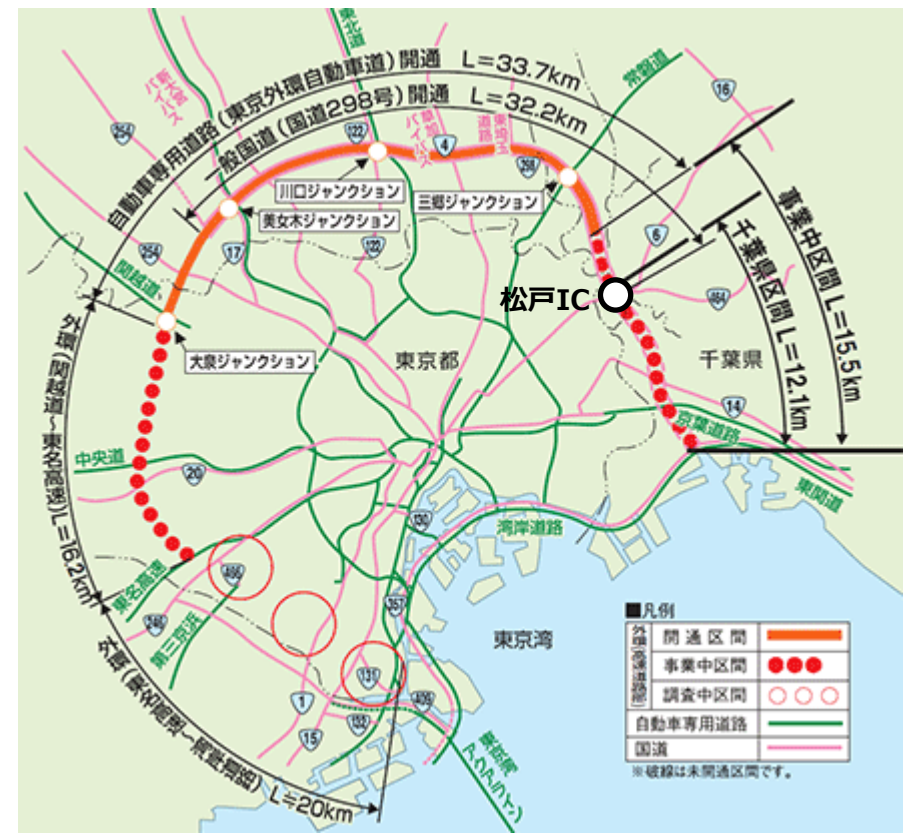 東北道
新大宮バイパス
自動車専用道路(東京外環自動車道)開通 L=33.7km
一般国道(国道298号)開通 L=32.2km
常磐道
16
254
122
草加バイパス
4
東埼玉道路
298
川口ジャンクション
三郷ジャンクション
美女木ジャンクション
事業中区間 L=15.5km
千葉県区間 L=12.1km
254
17
122
6
関越道
松戸IC
464
大泉ジャンクション
東京都
千葉県
外環(関越道~東名高速)L=16.2km
14
京葉道路
中央道
20
東関道
130
湾岸道路
東名高速
466
357
246
第三京浜
東京湾
131
1
409
15
132
東京湾アクアライン
外環(東名高速~湾岸道路) L≒20km
■凡例
外環(高速道路部)
開通区間
事業中区間
調査中区間
自動車専用道路
国道
※破線は未開通区間です。